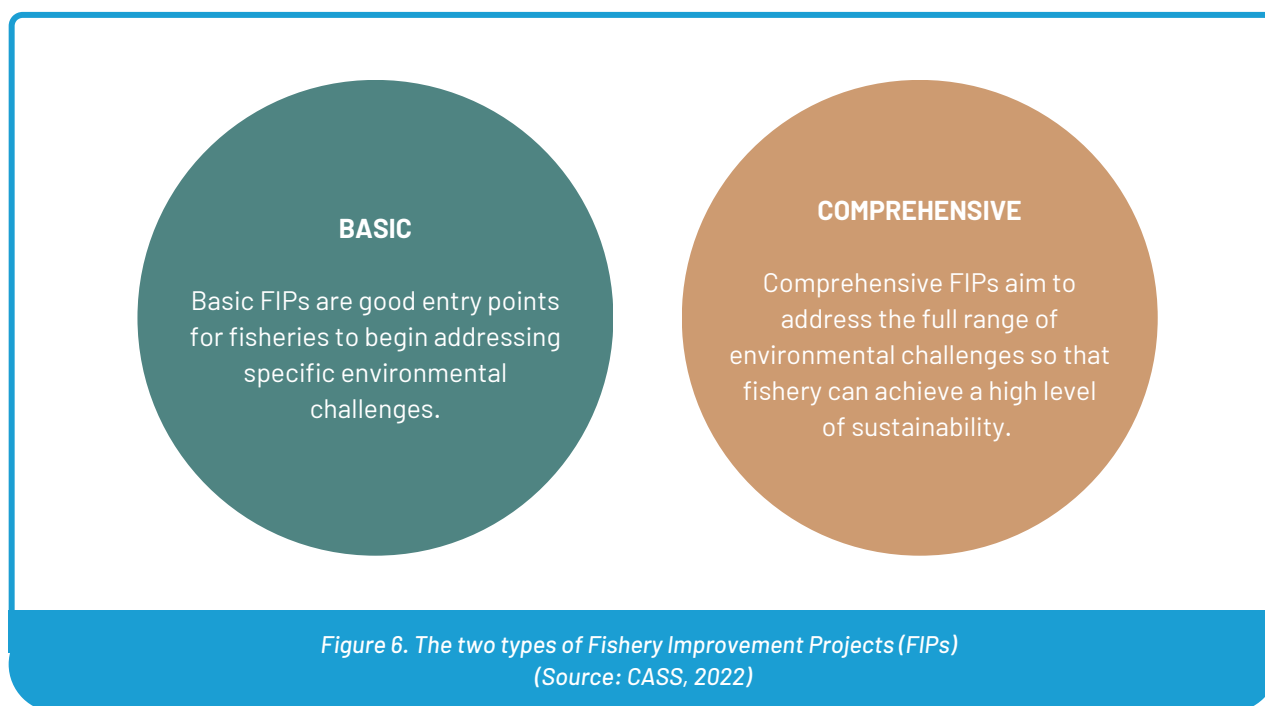 BASIC
Basic FIPs are good entry points
for fisheries to begin addressing
specific environmental
challenges.
COMPREHENSIVE
Comprehensive FIPs aim to
address the full range of
environmental challenges so that
fishery can achieve a high level
of sustainability.
Figure 6. The two types of Fishery Improvement Projects (FIPs)
(Source: CASS, 2022)